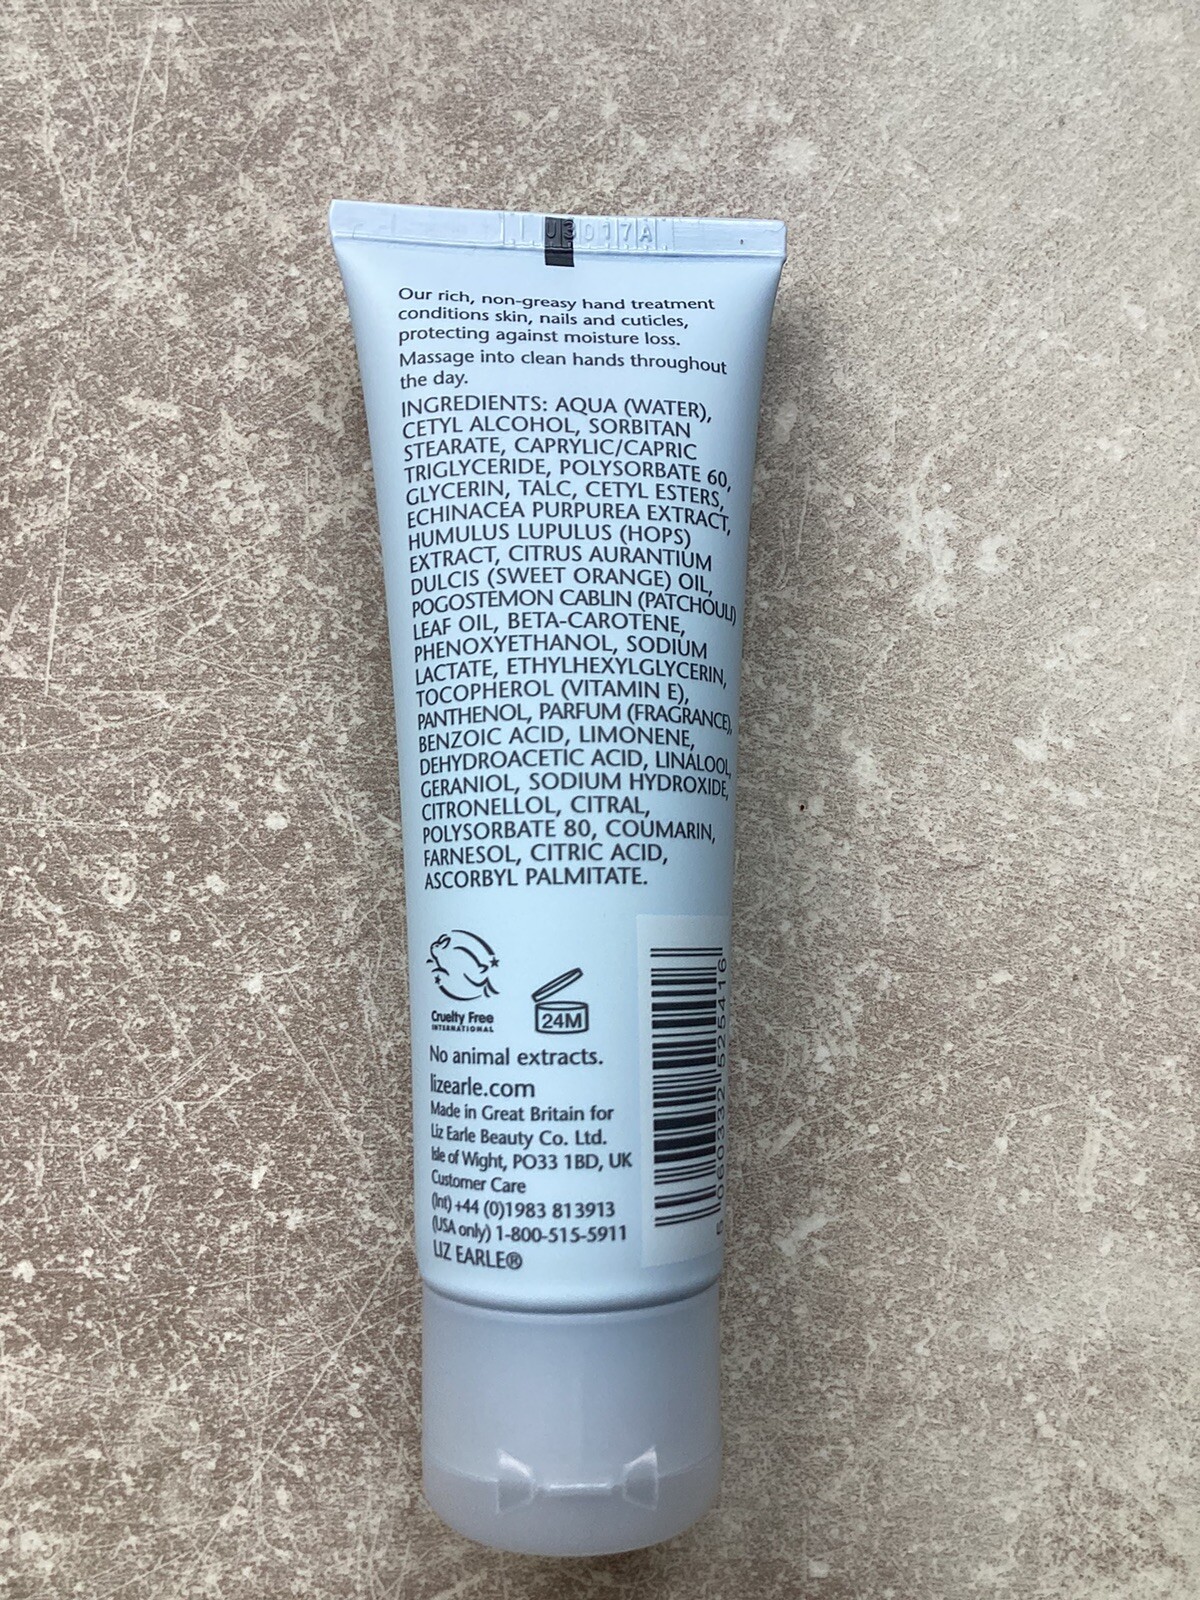 U3017A
Our rich, non-greasy hand treatment
conditions skin, nails and cuticles,
protecting against moisture loss.
Massage into clean hands throughout
the day.
INGREDIENTS: AQUA (WATER),
CETYL ALCOHOL, SORBITAN
STEARATE, CAPRYLIC/CAPRIC
TRIGLYCERIDE, POLYSORBATE 60,
GLYCERIN, TALC, CETYL ESTERS,
ECHINACEA PURPUREA EXTRACT,
HUMULUS LUPULUS (HOPS)
EXTRACT, CITRUS AURANTIUM
DULCIS (SWEET ORANGE) OIL,
POGOSTEMON CABLIN (PATCHOULI)
LEAF OIL, BETA-CAROTENE,
PHENOXYETHANOL, SODIUM
LACTATE, ETHYLHEXYLGLYCERIN,
TOCOPHEROL (VITAMIN E),
PANTHENOL, PARFUM (FRAGRANCE),
BENZOIC ACID, LIMONENE,
DEHYDROACETIC ACID, LINALOOL,
GERANIOL, SODIUM HYDROXIDE,
CITRONELLOL, CITRAL,
POLYSORBATE 80, COUMARIN,
FARNESOL, CITRIC ACID,
ASCORBYL PALMITATE.
Cruelty Free
INTERNATIONAL
24M
No animal extracts.
lizearle.com
Made in Great Britain for
Liz Earle Beauty Co. Ltd.
Isle of Wight, PO33 1BD, UK
Customer Care
(Int) +44 (0)1983 813913
(USA only) 1-800-515-5911
LIZ EARLE®
5 060332 525416